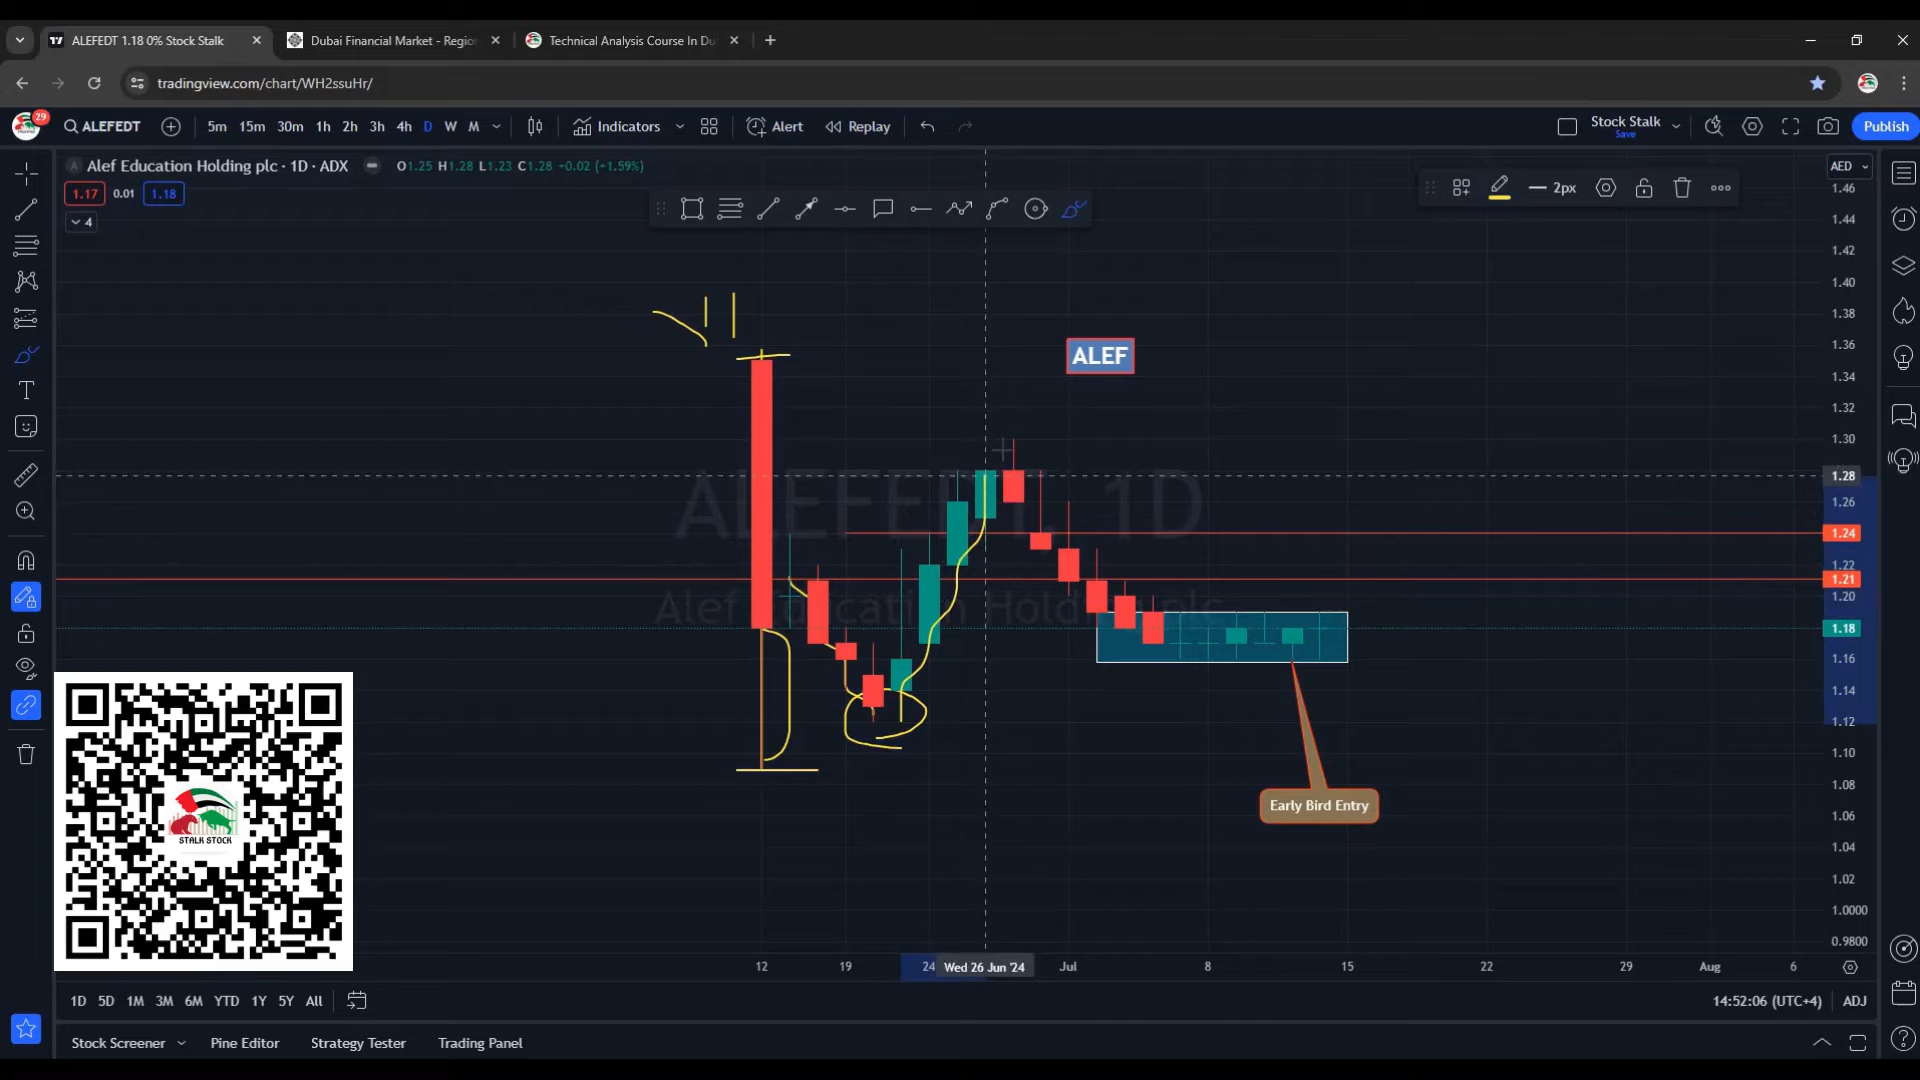 ALEFEDT 1.18 0% Stock Stalk
Dubai Financial Market - Regio
Technical Analysis Course In Du
tradingview.com/chart/WH2ssuHr/
29
ALEFEDT
5m 15m 30m 1h 2h 3h 4h D W M
Indicators
Alert
Replay
Stock Stalk
Save
Publish
Alef Education Holding plc · 1D · ADX
O1.25 H1.28 L1.23 C1.28 +0.02 (+1.59%)
AED
1.17 0.01 1.18
4
2px
ALEF
ALEFEDT, 1D
Alef Education Holding plc
Early Bird Entry
STALK STOCK
1.46
1.44
1.42
1.40
1.38
1.36
1.34
1.32
1.30
1.28
1.26
1.24
1.22
1.21
1.20
1.18
1.16
1.14
1.12
1.10
1.08
1.06
1.04
1.02
1.0000
0.9800
12 19 24 Wed 26 Jun '24 Jul 8 15 22 29 Aug 6
1D 5D 1M 3M 6M YTD 1Y 5Y All
14:52:06 (UTC+4) ADJ
Stock Screener Pine Editor Strategy Tester Trading Panel